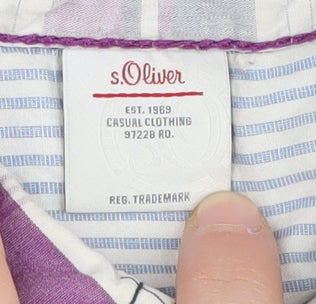 s.Oliver
EST. 1969
CASUAL CLOTHING
97228 RO.
REG. TRADEMARK